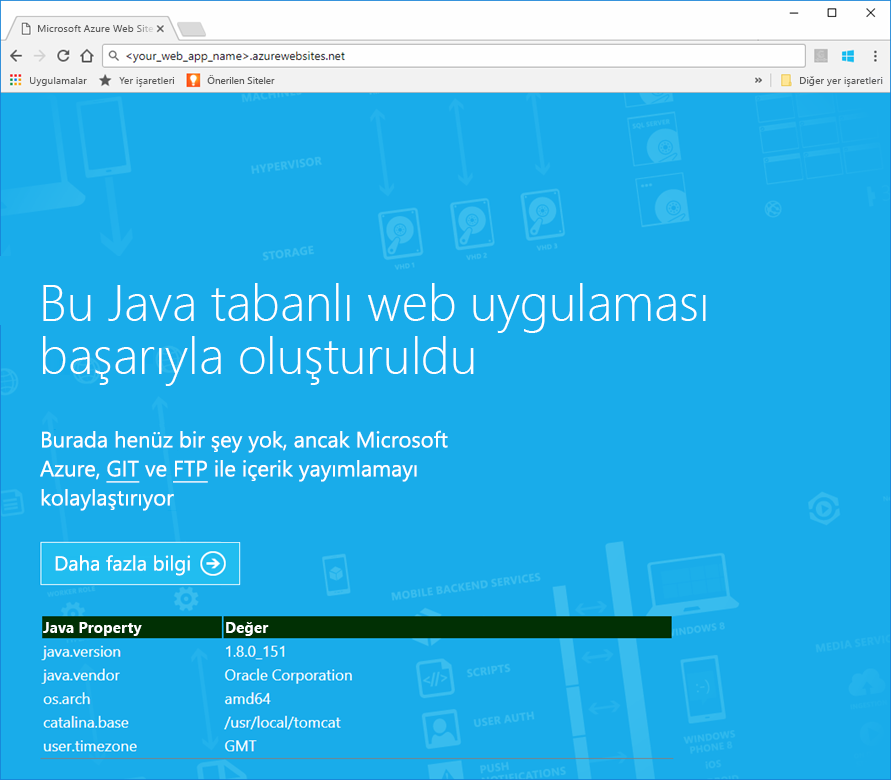 Microsoft Azure Web Site
<your_web_app_name>.azurewebsites.net
Uygulamalar Yer işaretleri Önerilen Siteler » Diğer yer işaretleri
MACHINES
SQL SERVER
HYPERVISOR
STORAGE
VHD 1
VHD 2
VHD 3
Bu Java tabanlı web uygulaması
başarıyla oluşturuldu
Burada henüz bir şey yok, ancak Microsoft
Azure, GIT ve FTP ile içerik yayımlamayı
kolaylaştırıyor
Daha fazla bilgi
WORKER ROLE
MOBILE BACKEND SERVICES
WINDOWS 8
MEDIA SERVIC
Java Property Değer
java.version 1.8.0_151
java.vendor Oracle Corporation
os.arch amd64
catalina.base /usr/local/tomcat
user.timezone GMT
</> SCRIPTS
USER AUTH
WINDOWS
PHONE 8
iOS
PUSH
NOTIFICATIONS